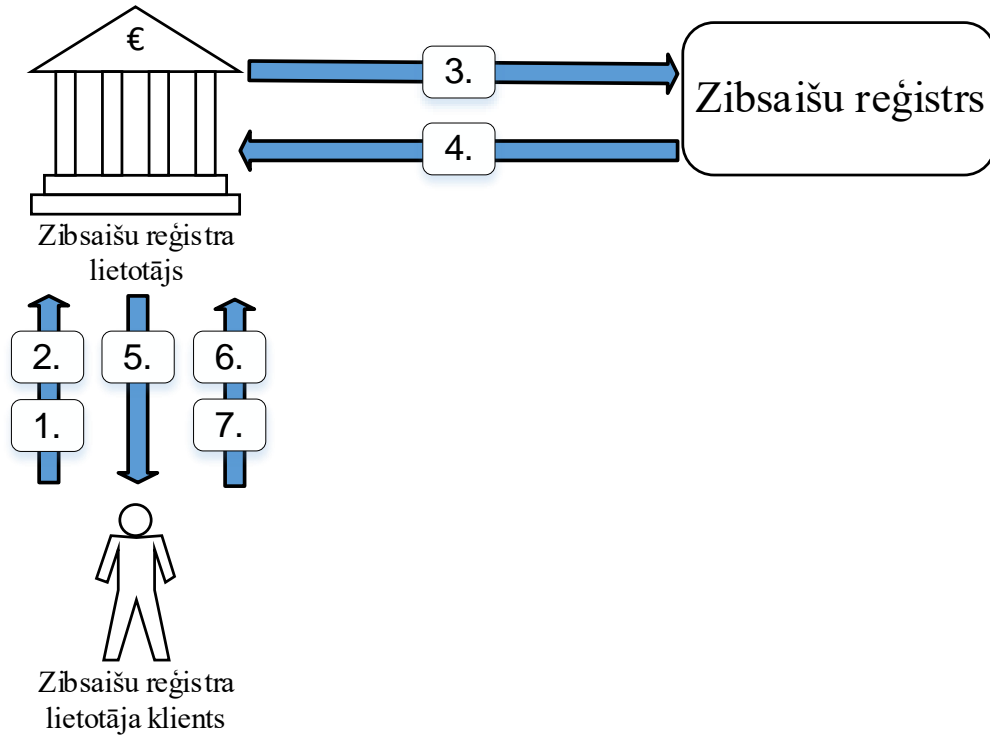 €
3.
Zibsaišu reģistrs
4.
Zibsaišu reģistra
lietotājs
2.
5.
6.
1.
7.
Zibsaišu reģistra
lietotāja klients